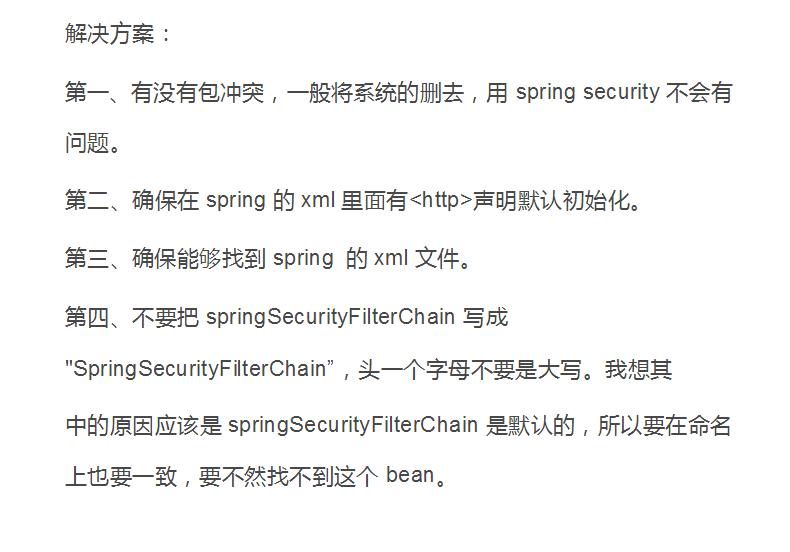 解决方案：
第一、有没有包冲突，一般将系统的删去，用 spring security 不会有
问题。
第二、确保在 spring 的 xml 里面有<http>声明默认初始化。
第三、确保能够找到 spring  的 xml 文件。
第四、不要把 springSecurityFilterChain 写成
"SpringSecurityFilterChain”，头一个字母不要是大写。我想其
中的原因应该是 springSecurityFilterChain 是默认的，所以要在命名
上也要一致，要不然找不到这个 bean。